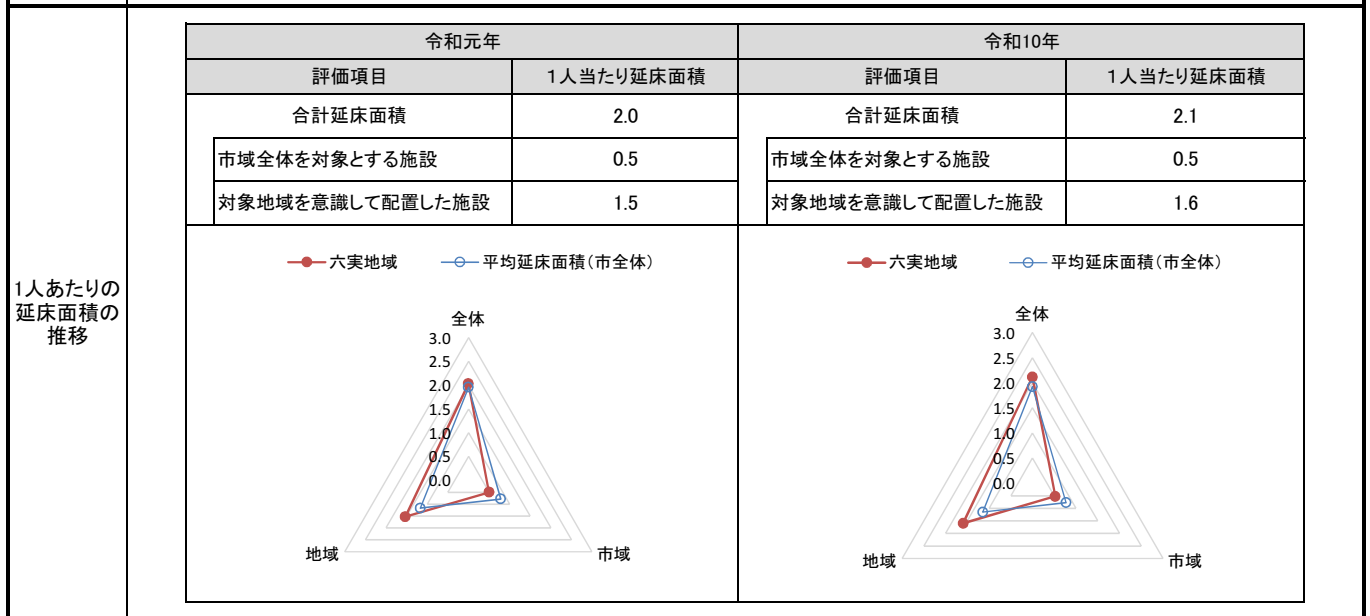 1人あたりの
延床面積の
推移
令和元年
評価項目 1人当たり延床面積
合計延床面積 2.0
市域全体を対象とする施設 0.5
対象地域を意識して配置した施設 1.5
六実地域 平均延床面積(市全体)
全体
3.0
2.5
2.0
1.5
1.0
0.5
0.0
地域 市域
令和10年
評価項目 1人当たり延床面積
合計延床面積 2.1
市域全体を対象とする施設 0.5
対象地域を意識して配置した施設 1.6
六実地域 平均延床面積(市全体)
全体
3.0
2.5
2.0
1.5
1.0
0.5
0.0
地域 市域